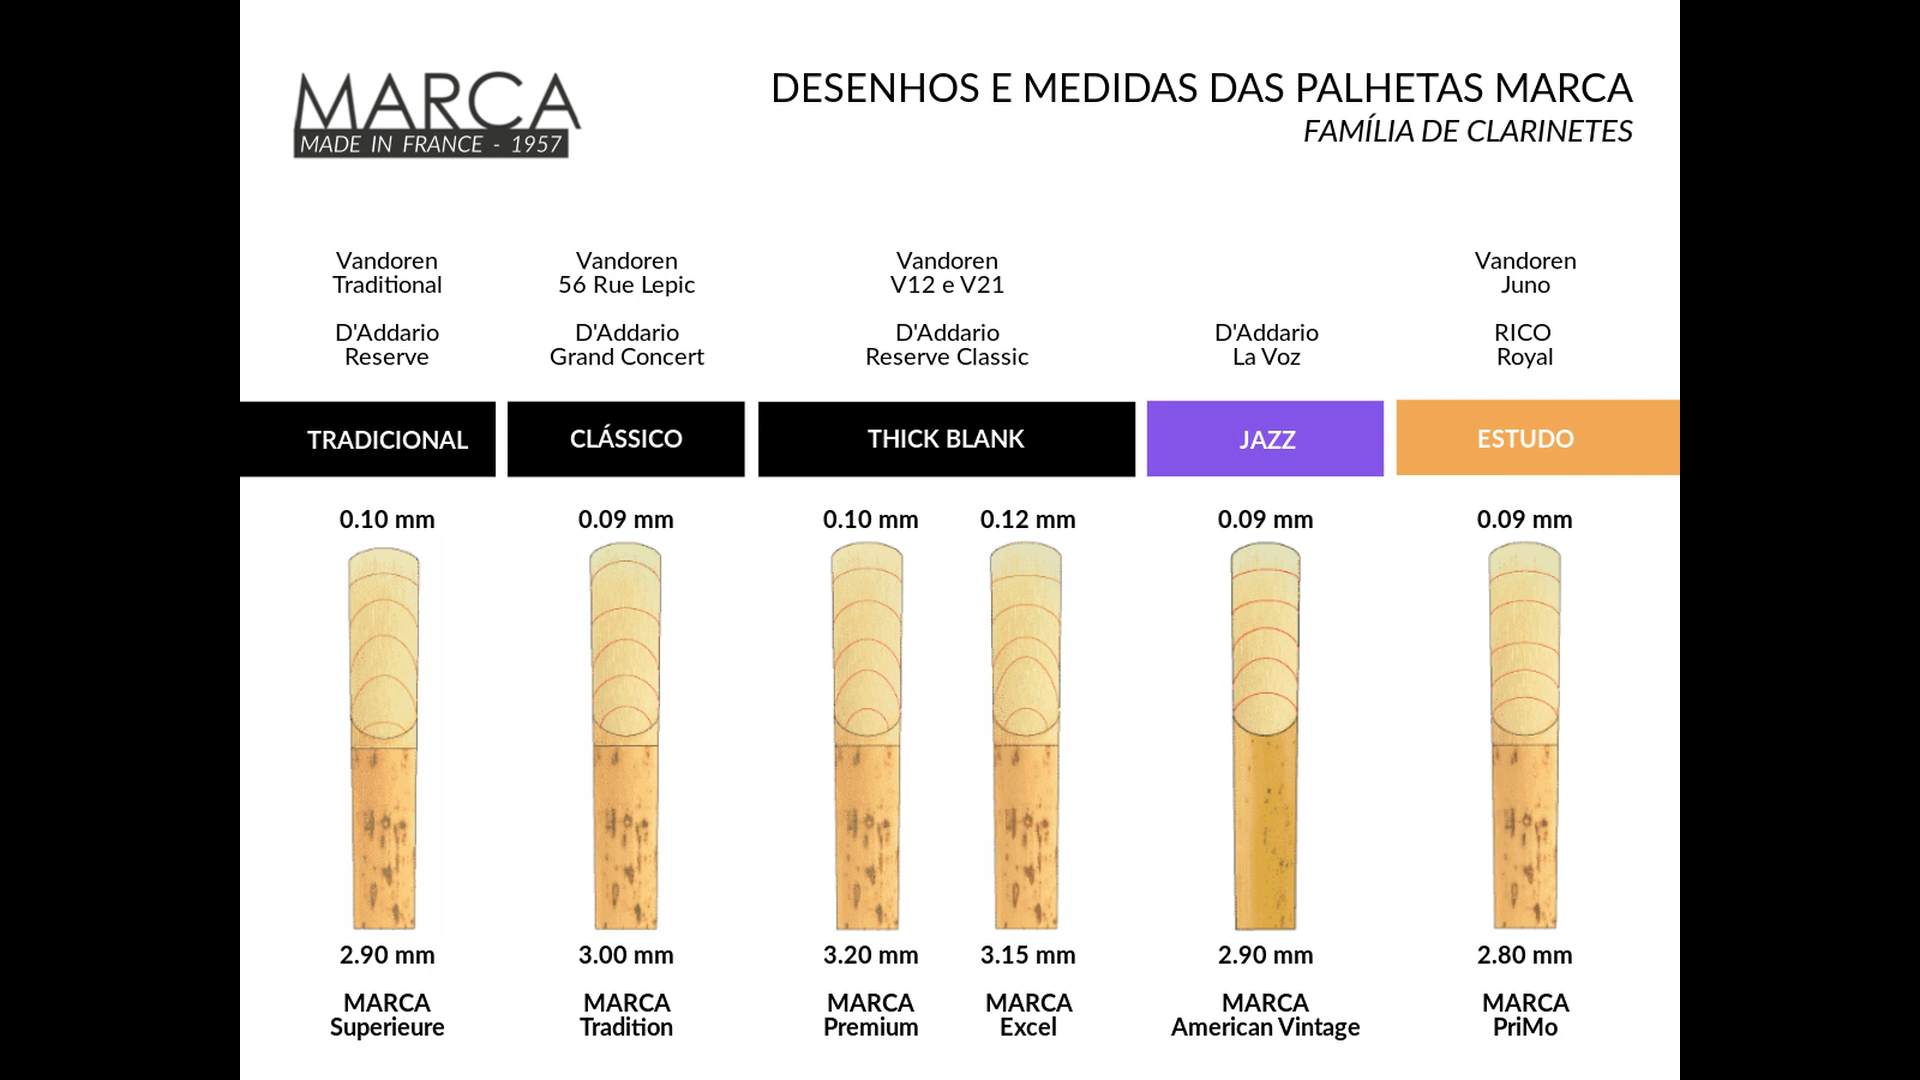 MARCA
MADE IN FRANCE - 1957
DESENHOS E MEDIDAS DAS PALHETAS MARCA
FAMÍLIA DE CLARINETES
Vandoren
Traditional
D'Addario
Reserve
Vandoren
56 Rue Lepic
D'Addario
Grand Concert
Vandoren
V12 e V21
D'Addario
Reserve Classic
D'Addario
La Voz
Vandoren
Juno
RICO
Royal
TRADICIONAL
CLÁSSICO
THICK BLANK
JAZZ
ESTUDO
0.10 mm
0.09 mm
0.10 mm
0.12 mm
0.09 mm
0.09 mm
2.90 mm
3.00 mm
3.20 mm
3.15 mm
2.90 mm
2.80 mm
MARCA
Superieure
MARCA
Tradition
MARCA
Premium
MARCA
Excel
MARCA
American Vintage
MARCA
PriMo